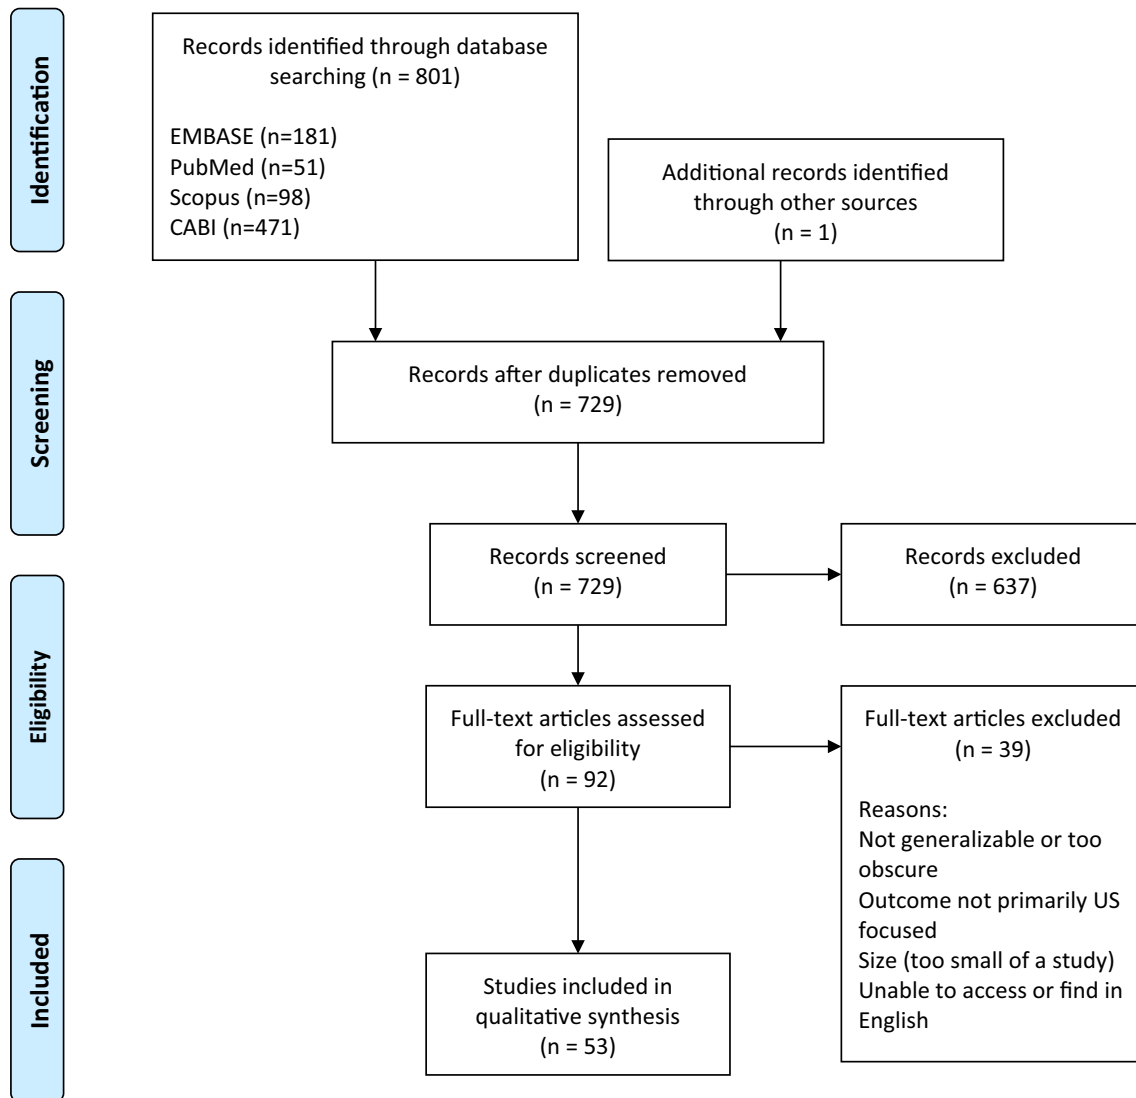 Identification
Records identified through database
searching (n = 801)
EMBASE (n=181)
PubMed (n=51)
Scopus (n=98)
CABI (n=471)
Additional records identified
through other sources
(n = 1)
Screening
Records after duplicates removed
(n = 729)
Records screened
(n = 729)
Records excluded
(n = 637)
Eligibility
Full-text articles assessed
for eligibility
(n = 92)
Full-text articles excluded
(n = 39)
Reasons:
Not generalizable or too
obscure
Outcome not primarily US
focused
Size (too small of a study)
Unable to access or find in
English
Included
Studies included in
qualitative synthesis
(n = 53)